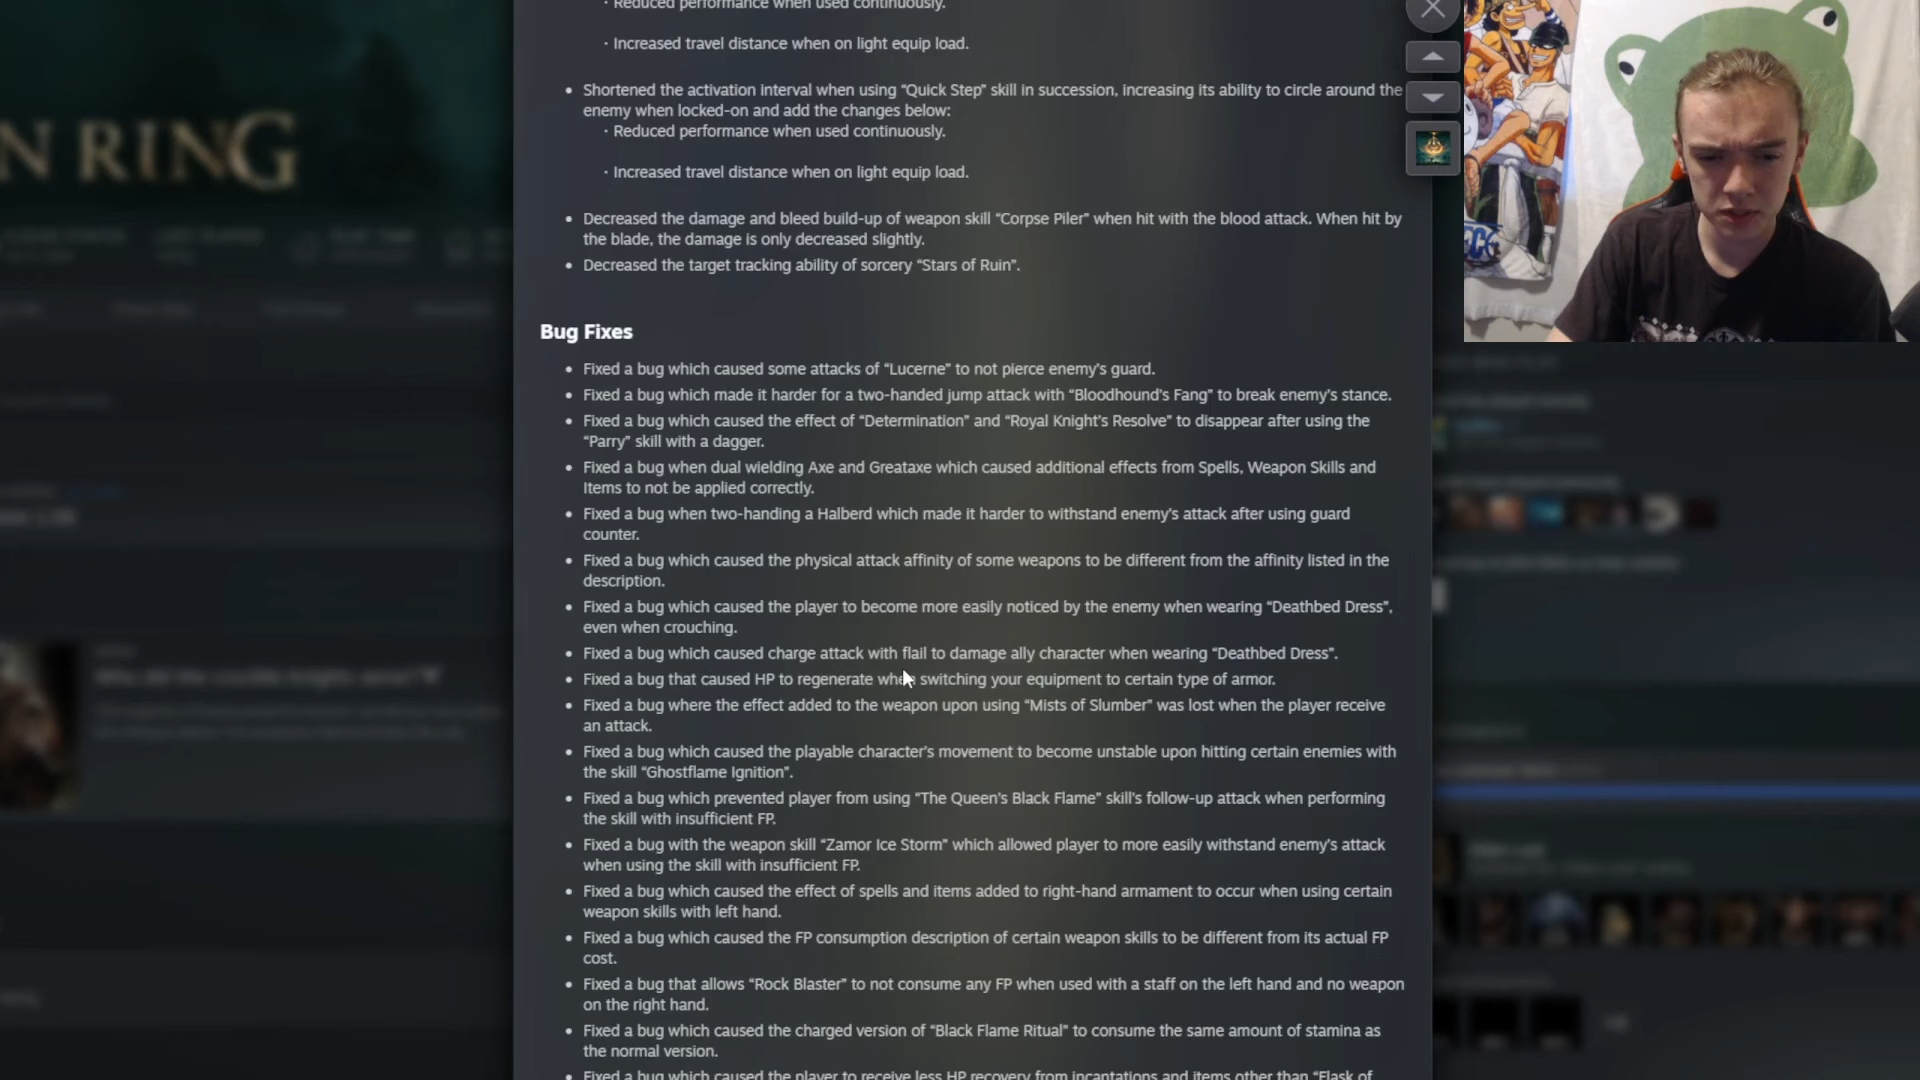 · Reduced performance when used continuously.
· Increased travel distance when on light equip load.
• Shortened the activation interval when using “Quick Step” skill in succession, increasing its ability to circle around the
enemy when locked-on and add the changes below:
· Reduced performance when used continuously.
· Increased travel distance when on light equip load.
N RING
• Decreased the damage and bleed build-up of weapon skill “Corpse Piler” when hit with the blood attack. When hit by
the blade, the damage is only decreased slightly.
• Decreased the target tracking ability of sorcery “Stars of Ruin”.
Bug Fixes
• Fixed a bug which caused some attacks of “Lucerne” to not pierce enemy’s guard.
• Fixed a bug which made it harder for a two-handed jump attack with “Bloodhound’s Fang” to break enemy’s stance.
• Fixed a bug which caused the effect of “Determination” and “Royal Knight’s Resolve” to disappear after using the
“Parry” skill with a dagger.
• Fixed a bug when dual wielding Axe and Greataxe which caused additional effects from Spells, Weapon Skills and
Items to not be applied correctly.
• Fixed a bug when two-handing a Halberd which made it harder to withstand enemy’s attack after using guard
counter.
• Fixed a bug which caused the physical attack affinity of some weapons to be different from the affinity listed in the
description.
• Fixed a bug which caused the player to become more easily noticed by the enemy when wearing “Deathbed Dress”,
even when crouching.
• Fixed a bug which caused charge attack with flail to damage ally character when wearing “Deathbed Dress”.
• Fixed a bug that caused HP to regenerate when switching your equipment to certain type of armor.
• Fixed a bug where the effect added to the weapon upon using “Mists of Slumber” was lost when the player receive
an attack.
• Fixed a bug which caused the playable character’s movement to become unstable upon hitting certain enemies with
the skill “Ghostflame Ignition”.
• Fixed a bug which prevented player from using “The Queen’s Black Flame” skill’s follow-up attack when performing
the skill with insufficient FP.
• Fixed a bug with the weapon skill “Zamor Ice Storm” which allowed player to more easily withstand enemy’s attack
when using the skill with insufficient FP.
• Fixed a bug which caused the effect of spells and items added to right-hand armament to occur when using certain
weapon skills with left hand.
• Fixed a bug which caused the FP consumption description of certain weapon skills to be different from its actual FP
cost.
• Fixed a bug that allows “Rock Blaster” to not consume any FP when used with a staff on the left hand and no weapon
on the right hand.
• Fixed a bug which caused the charged version of “Black Flame Ritual” to consume the same amount of stamina as
the normal version.
• Fixed a bug which caused the player to receive less HP recovery from incantations and items other than “Flask of